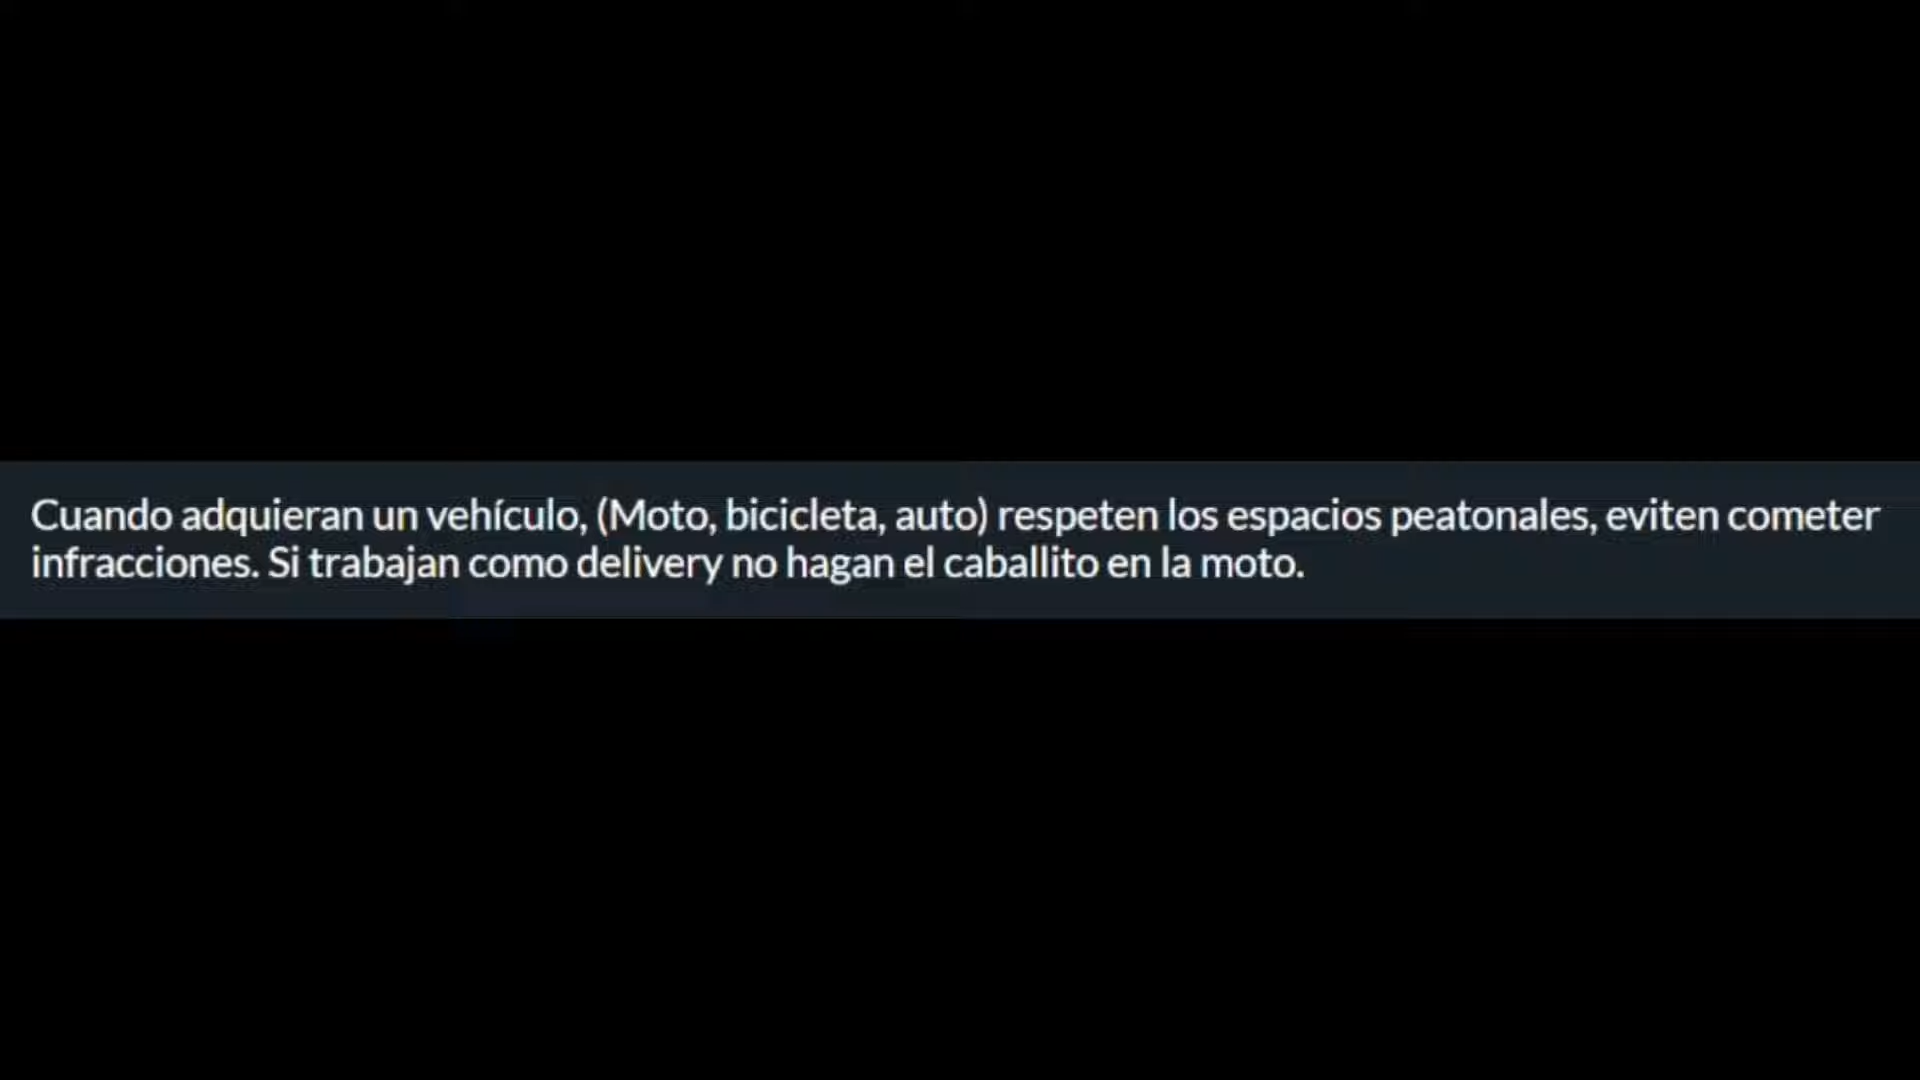 Cuando adquieran un vehículo, (Moto, bicicleta, auto) respeten los espacios peatonales, eviten cometer
infracciones. Si trabajan como delivery no hagan el caballito en la moto.